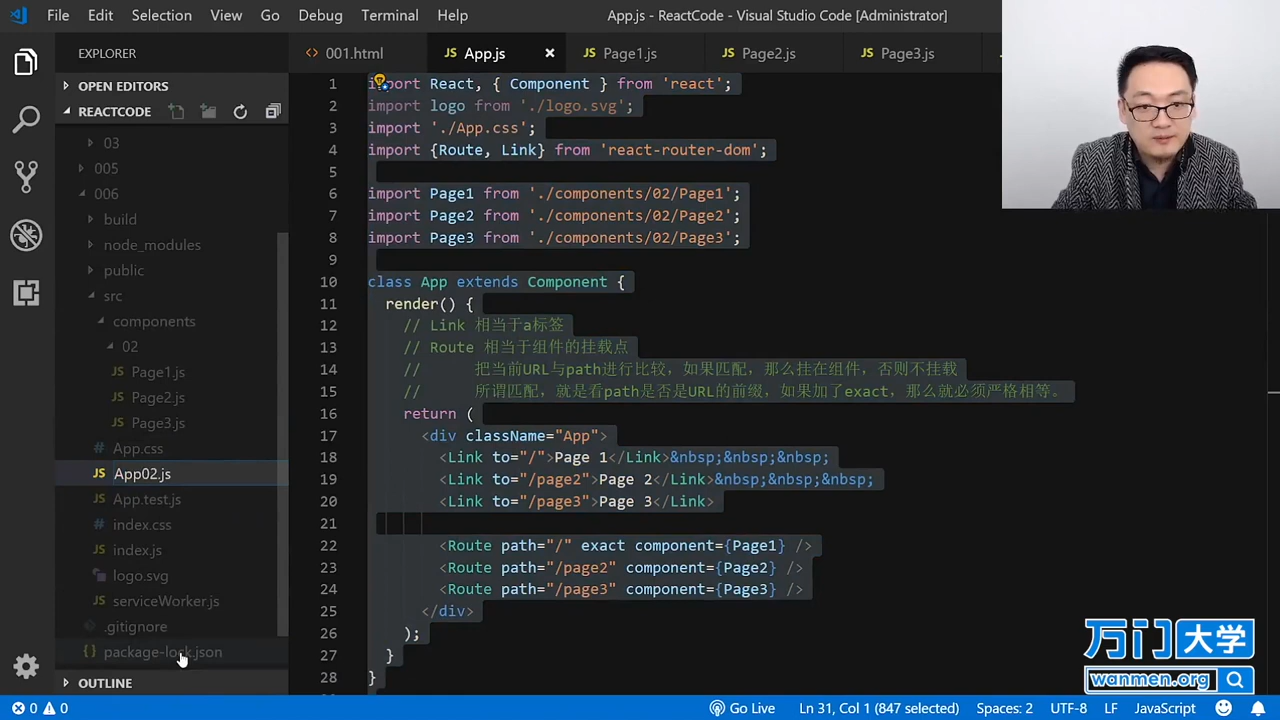 File Edit Selection View Go Debug Terminal Help
App.js - ReactCode - Visual Studio Code [Administrator]
EXPLORER
001.html
App.js
Page1.js
Page2.js
Page3.js
OPEN EDITORS
REACTCODE
03
005
006
build
node_modules
public
src
components
02
Page1.js
Page2.js
Page3.js
App.css
App02.js
App.test.js
index.css
index.js
logo.svg
serviceWorker.js
.gitignore
package-lock.json
OUTLINE
1 import React, { Component } from 'react';
2 import logo from './logo.svg';
3 import './App.css';
4 import {Route, Link} from 'react-router-dom';
5
6 import Page1 from './components/02/Page1';
7 import Page2 from './components/02/Page2';
8 import Page3 from './components/02/Page3';
9
10 class App extends Component {
11 render() {
12 // Link 相当于a标签
13 // Route 相当于组件的挂载点
14 // 把当前URL与path进行比较，如果匹配，那么挂在组件，否则不挂载
15 // 所谓匹配，就是看path是否是URL的前缀，如果加了exact，那么就必须严格相等。
16 return (
17 <div className="App">
18 <Link to="/">Page 1</Link>&nbsp;&nbsp;&nbsp;
19 <Link to="/page2">Page 2</Link>&nbsp;&nbsp;&nbsp;
20 <Link to="/page3">Page 3</Link>
21
22 <Route path="/" exact component={Page1} />
23 <Route path="/page2" component={Page2} />
24 <Route path="/page3" component={Page3} />
25 </div>
26 );
27 }
28 }
万门大学
wanmen.org
0 0
Go Live Ln 31, Col 1 (847 selected) Spaces: 2 UTF-8 LF JavaScript